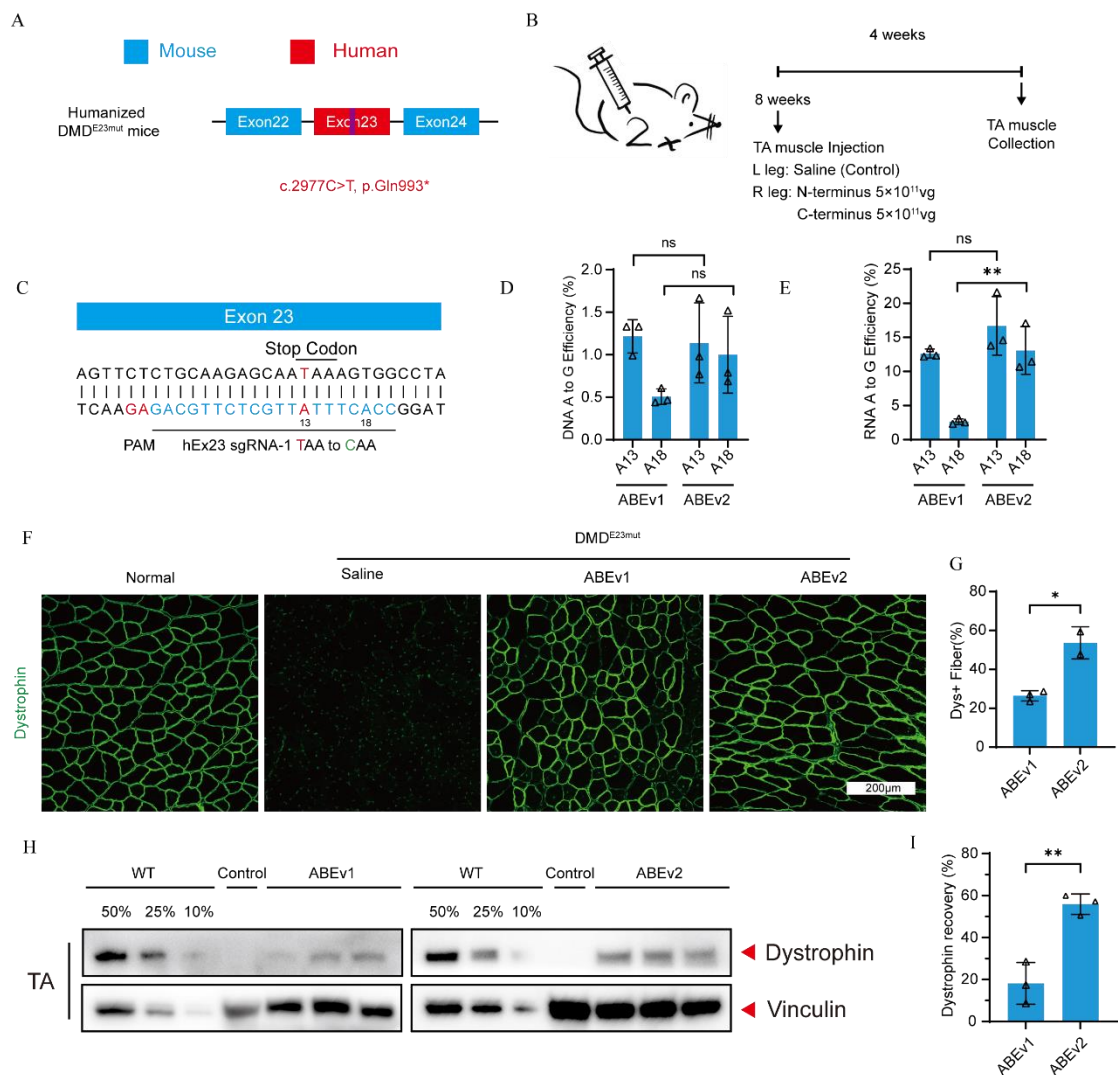 A
Mouse
Human
Humanized
DMD^E23mut mice
Exon22
Exon23
Exon24
c.2977C>T, p.Gln993*
B
4 weeks
8 weeks
TA muscle Injection
L leg: Saline (Control)
R leg: N-terminus 5×10¹¹vg
C-terminus 5×10¹¹vg
TA muscle
Collection
C
Exon 23
Stop Codon
AGTTCTCTGCAAGAGCAATAAAGTGGCCTA
TCAAGAGACGTTCTCGTTATTTCACCGGAT
13
18
PAM
hEx23 sgRNA-1 TAA to CAA
D
DNA A to G Efficiency (%)
2.0
1.5
1.0
0.5
0.0
ns
ns
A13
A18
A13
A18
ABEv1
ABEv2
E
RNA A to G Efficiency (%)
25
20
15
10
5
0
ns
**
A13
A18
A13
A18
ABEv1
ABEv2
F
DMD^E23mut
Normal
Saline
ABEv1
ABEv2
Dystrophin
200μm
G
Dys+ Fiber(%)
80
60
40
20
0
*
ABEv1
ABEv2
H
WT
Control
ABEv1
WT
Control
ABEv2
50%
25%
10%
50%
25%
10%
TA
Dystrophin
Vinculin
I
Dystrophin recovery (%)
80
60
40
20
0
**
ABEv1
ABEv2